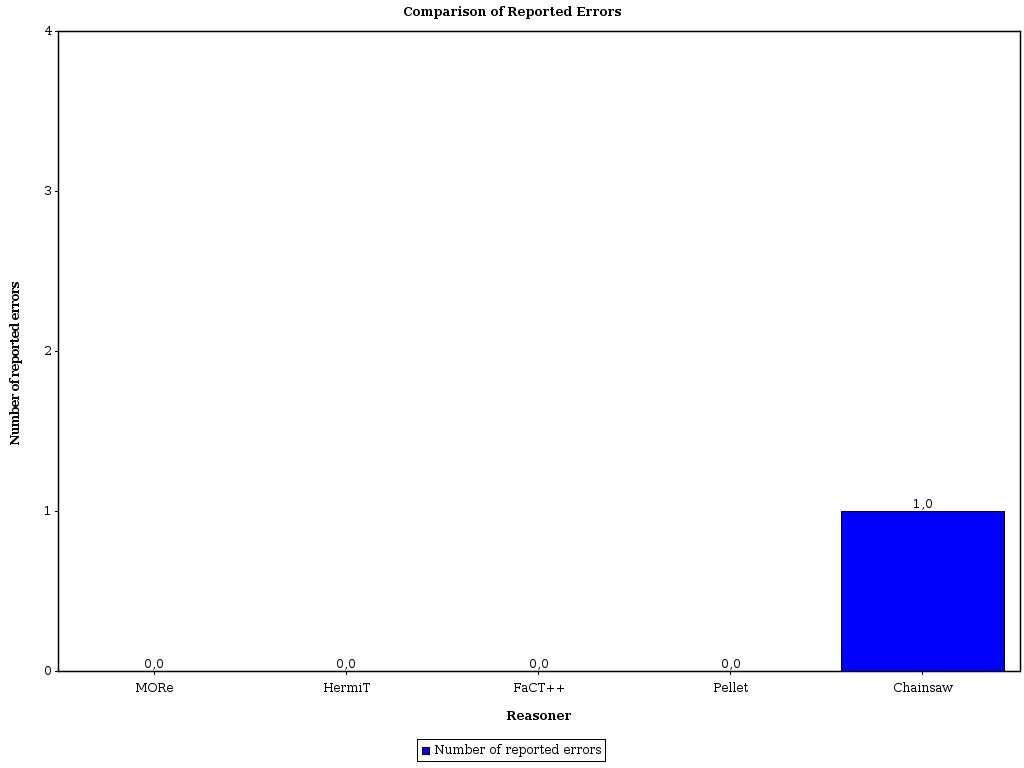 Comparison of Reported Errors
4
3
2
1
0
Number of reported errors
0,0
0,0
0,0
0,0
1,0
MORe
HermiT
FaCT++
Pellet
Chainsaw
Reasoner
Number of reported errors